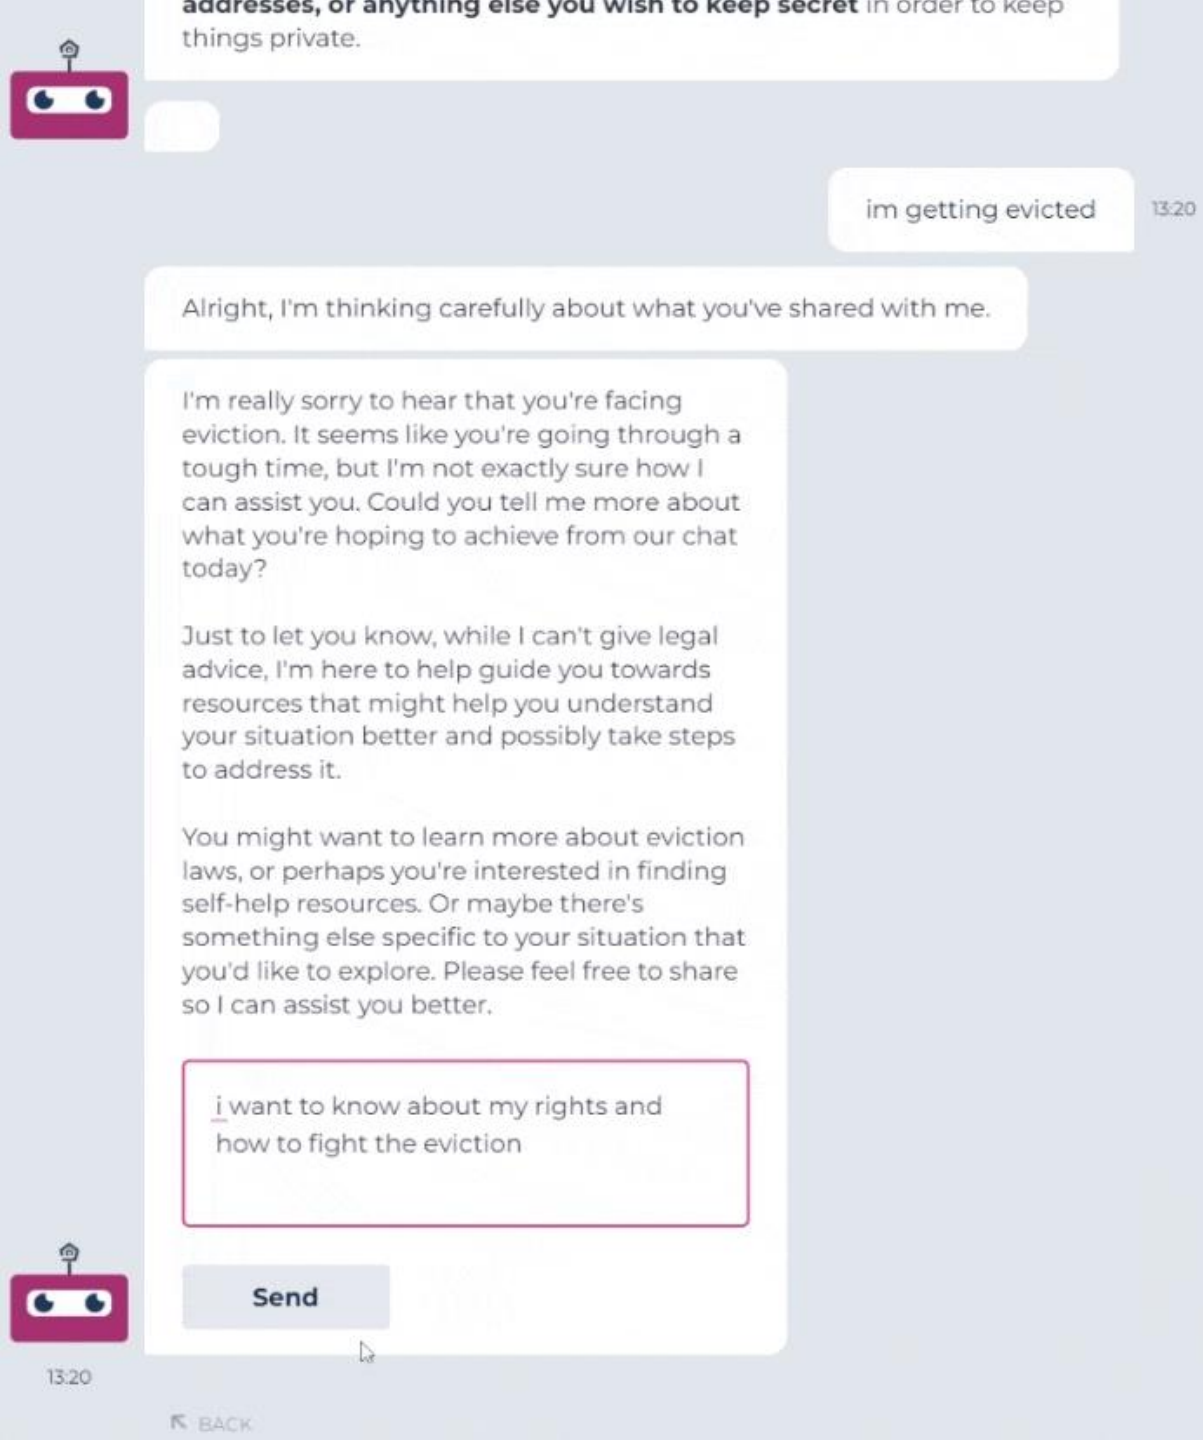 addresses, or anything else you wish to keep secret in order to keep
things private.
im getting evicted
13:20
Alright, I'm thinking carefully about what you've shared with me.
I'm really sorry to hear that you're facing
eviction. It seems like you're going through a
tough time, but I'm not exactly sure how I
can assist you. Could you tell me more about
what you're hoping to achieve from our chat
today?
Just to let you know, while I can't give legal
advice, I'm here to help guide you towards
resources that might help you understand
your situation better and possibly take steps
to address it.
You might want to learn more about eviction
laws, or perhaps you're interested in finding
self-help resources. Or maybe there's
something else specific to your situation that
you'd like to explore. Please feel free to share
so I can assist you better.
i want to know about my rights and
how to fight the eviction
Send
13:20
BACK